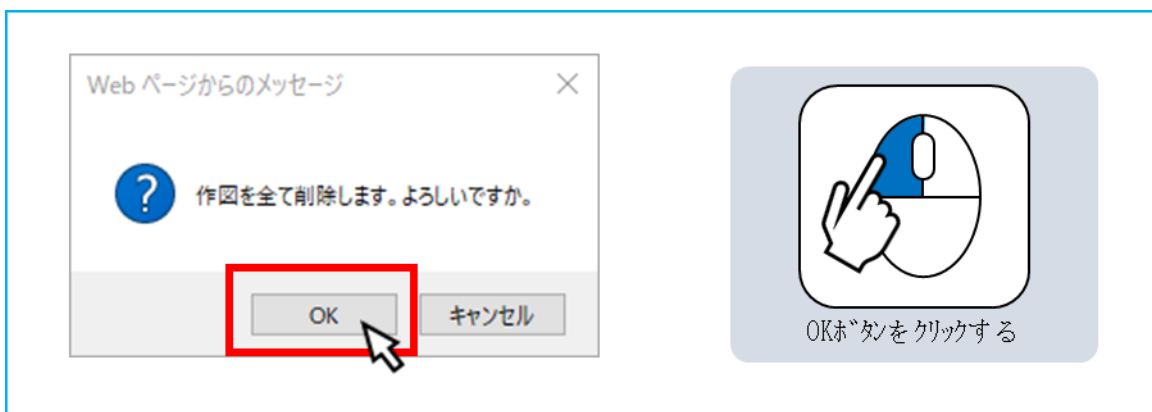 Web ページからのメッセージ
作図を全て削除します。よろしいですか。
OK
キャンセル
OKボタンをクリックする